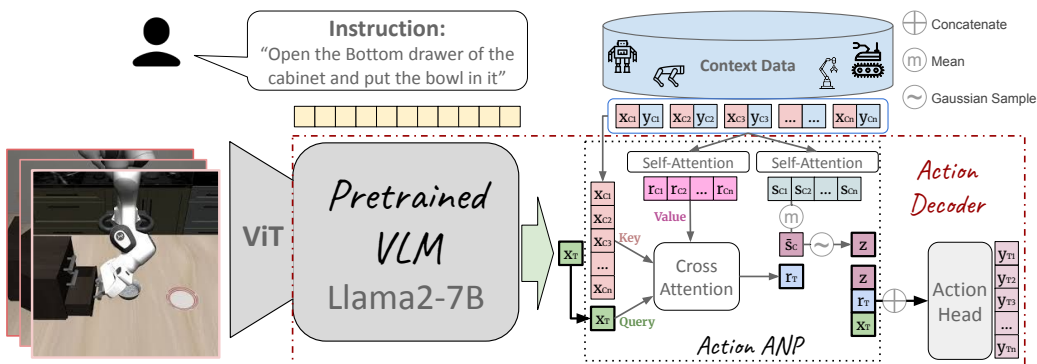 Instruction:
“Open the Bottom drawer of the
cabinet and put the bowl in it”
Context Data
Concatenate
m Mean
~ Gaussian Sample
xC1 yC1 xC2 yC2 xC3 yC3 ... ... xCn yCn
Self-Attention Self-Attention
rC1 rC2 ... rCn
sC1 sC2 ... sCn
Action
Decoder
ViT
Pretrained
VLM
Llama2-7B
xC1
xC2
xC3
...
xCn
Key
Value
Query
xT
xT
Cross
Attention
m
s̄C ~ z
rT
z
rT
xT
Action ANP
Action
Head
yT1
yT2
yT3
...
yTn